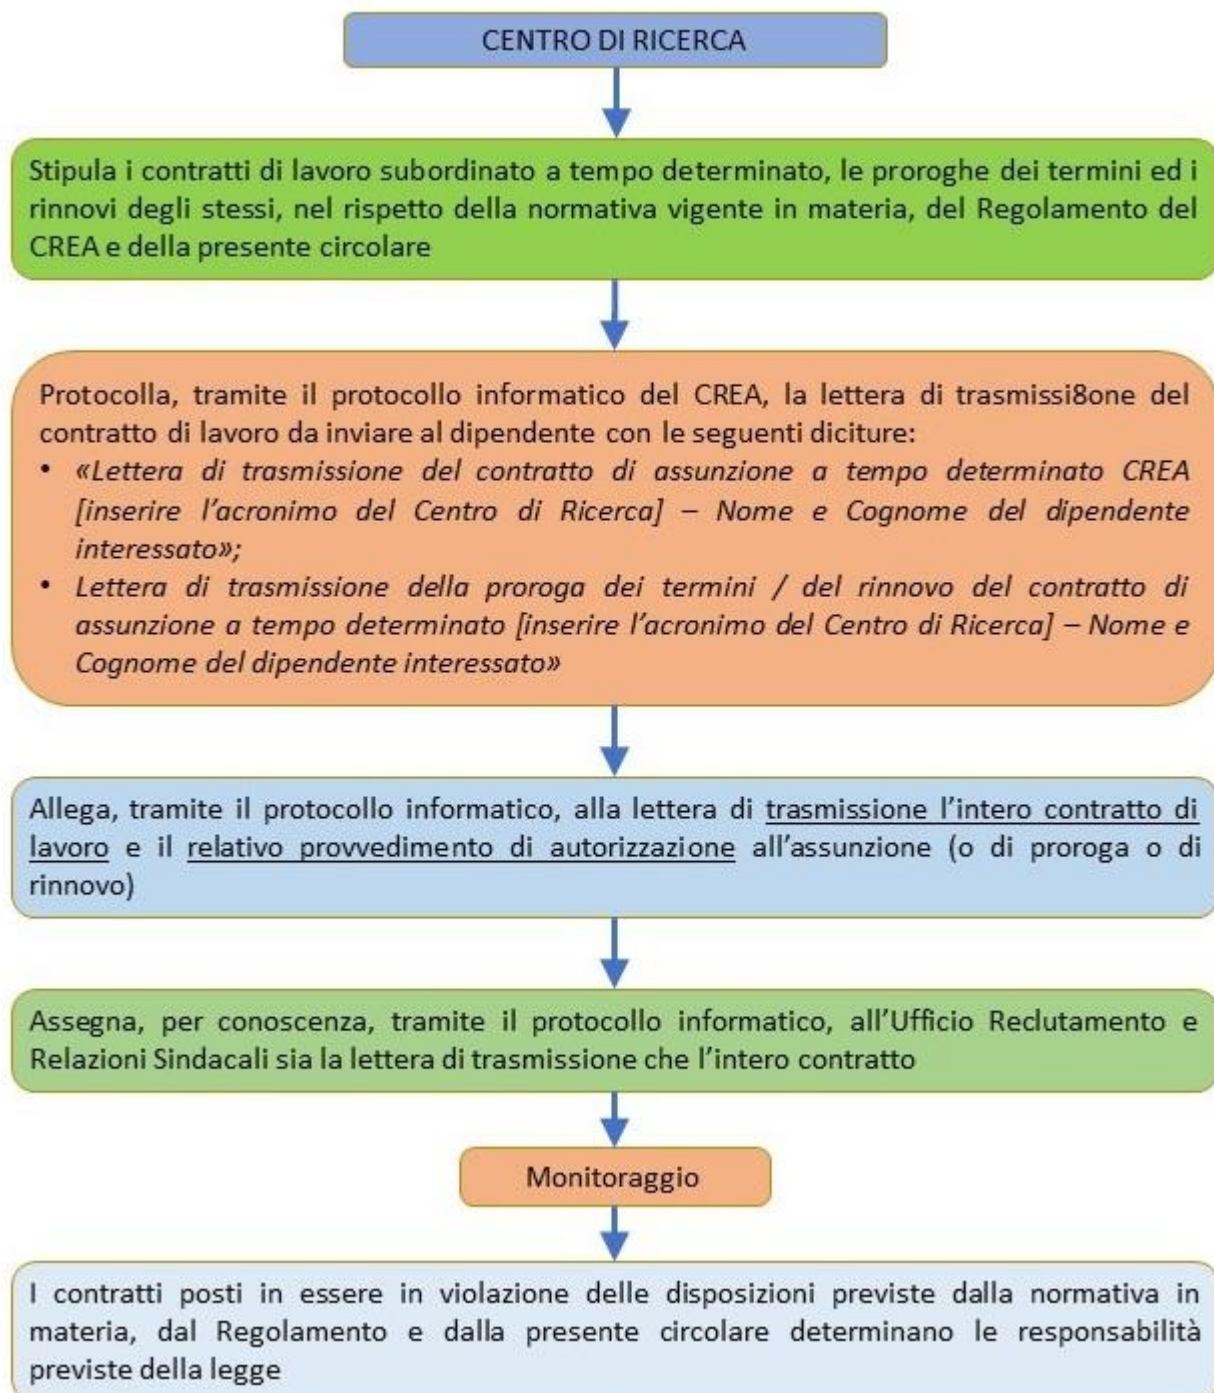 CENTRO DI RICERCA
Stipula i contratti di lavoro subordinato a tempo determinato, le proroghe dei termini ed i
rinnovi degli stessi, nel rispetto della normativa vigente in materia, del Regolamento del
CREA e della presente circolare
Protocolla, tramite il protocollo informatico del CREA, la lettera di trasmissi8one del
contratto di lavoro da inviare al dipendente con le seguenti diciture:
• «Lettera di trasmissione del contratto di assunzione a tempo determinato CREA
[inserire l’acronimo del Centro di Ricerca] – Nome e Cognome del dipendente
interessato»;
• Lettera di trasmissione della proroga dei termini / del rinnovo del contratto di
assunzione a tempo determinato [inserire l’acronimo del Centro di Ricerca] – Nome e
Cognome del dipendente interessato»
Allega, tramite il protocollo informatico, alla lettera di trasmissione l’intero contratto di
lavoro e il relativo provvedimento di autorizzazione all’assunzione (o di proroga o di
rinnovo)
Assegna, per conoscenza, tramite il protocollo informatico, all’Ufficio Reclutamento e
Relazioni Sindacali sia la lettera di trasmissione che l’intero contratto
Monitoraggio
I contratti posti in essere in violazione delle disposizioni previste dalla normativa in
materia, dal Regolamento e dalla presente circolare determinano le responsabilità
previste della legge